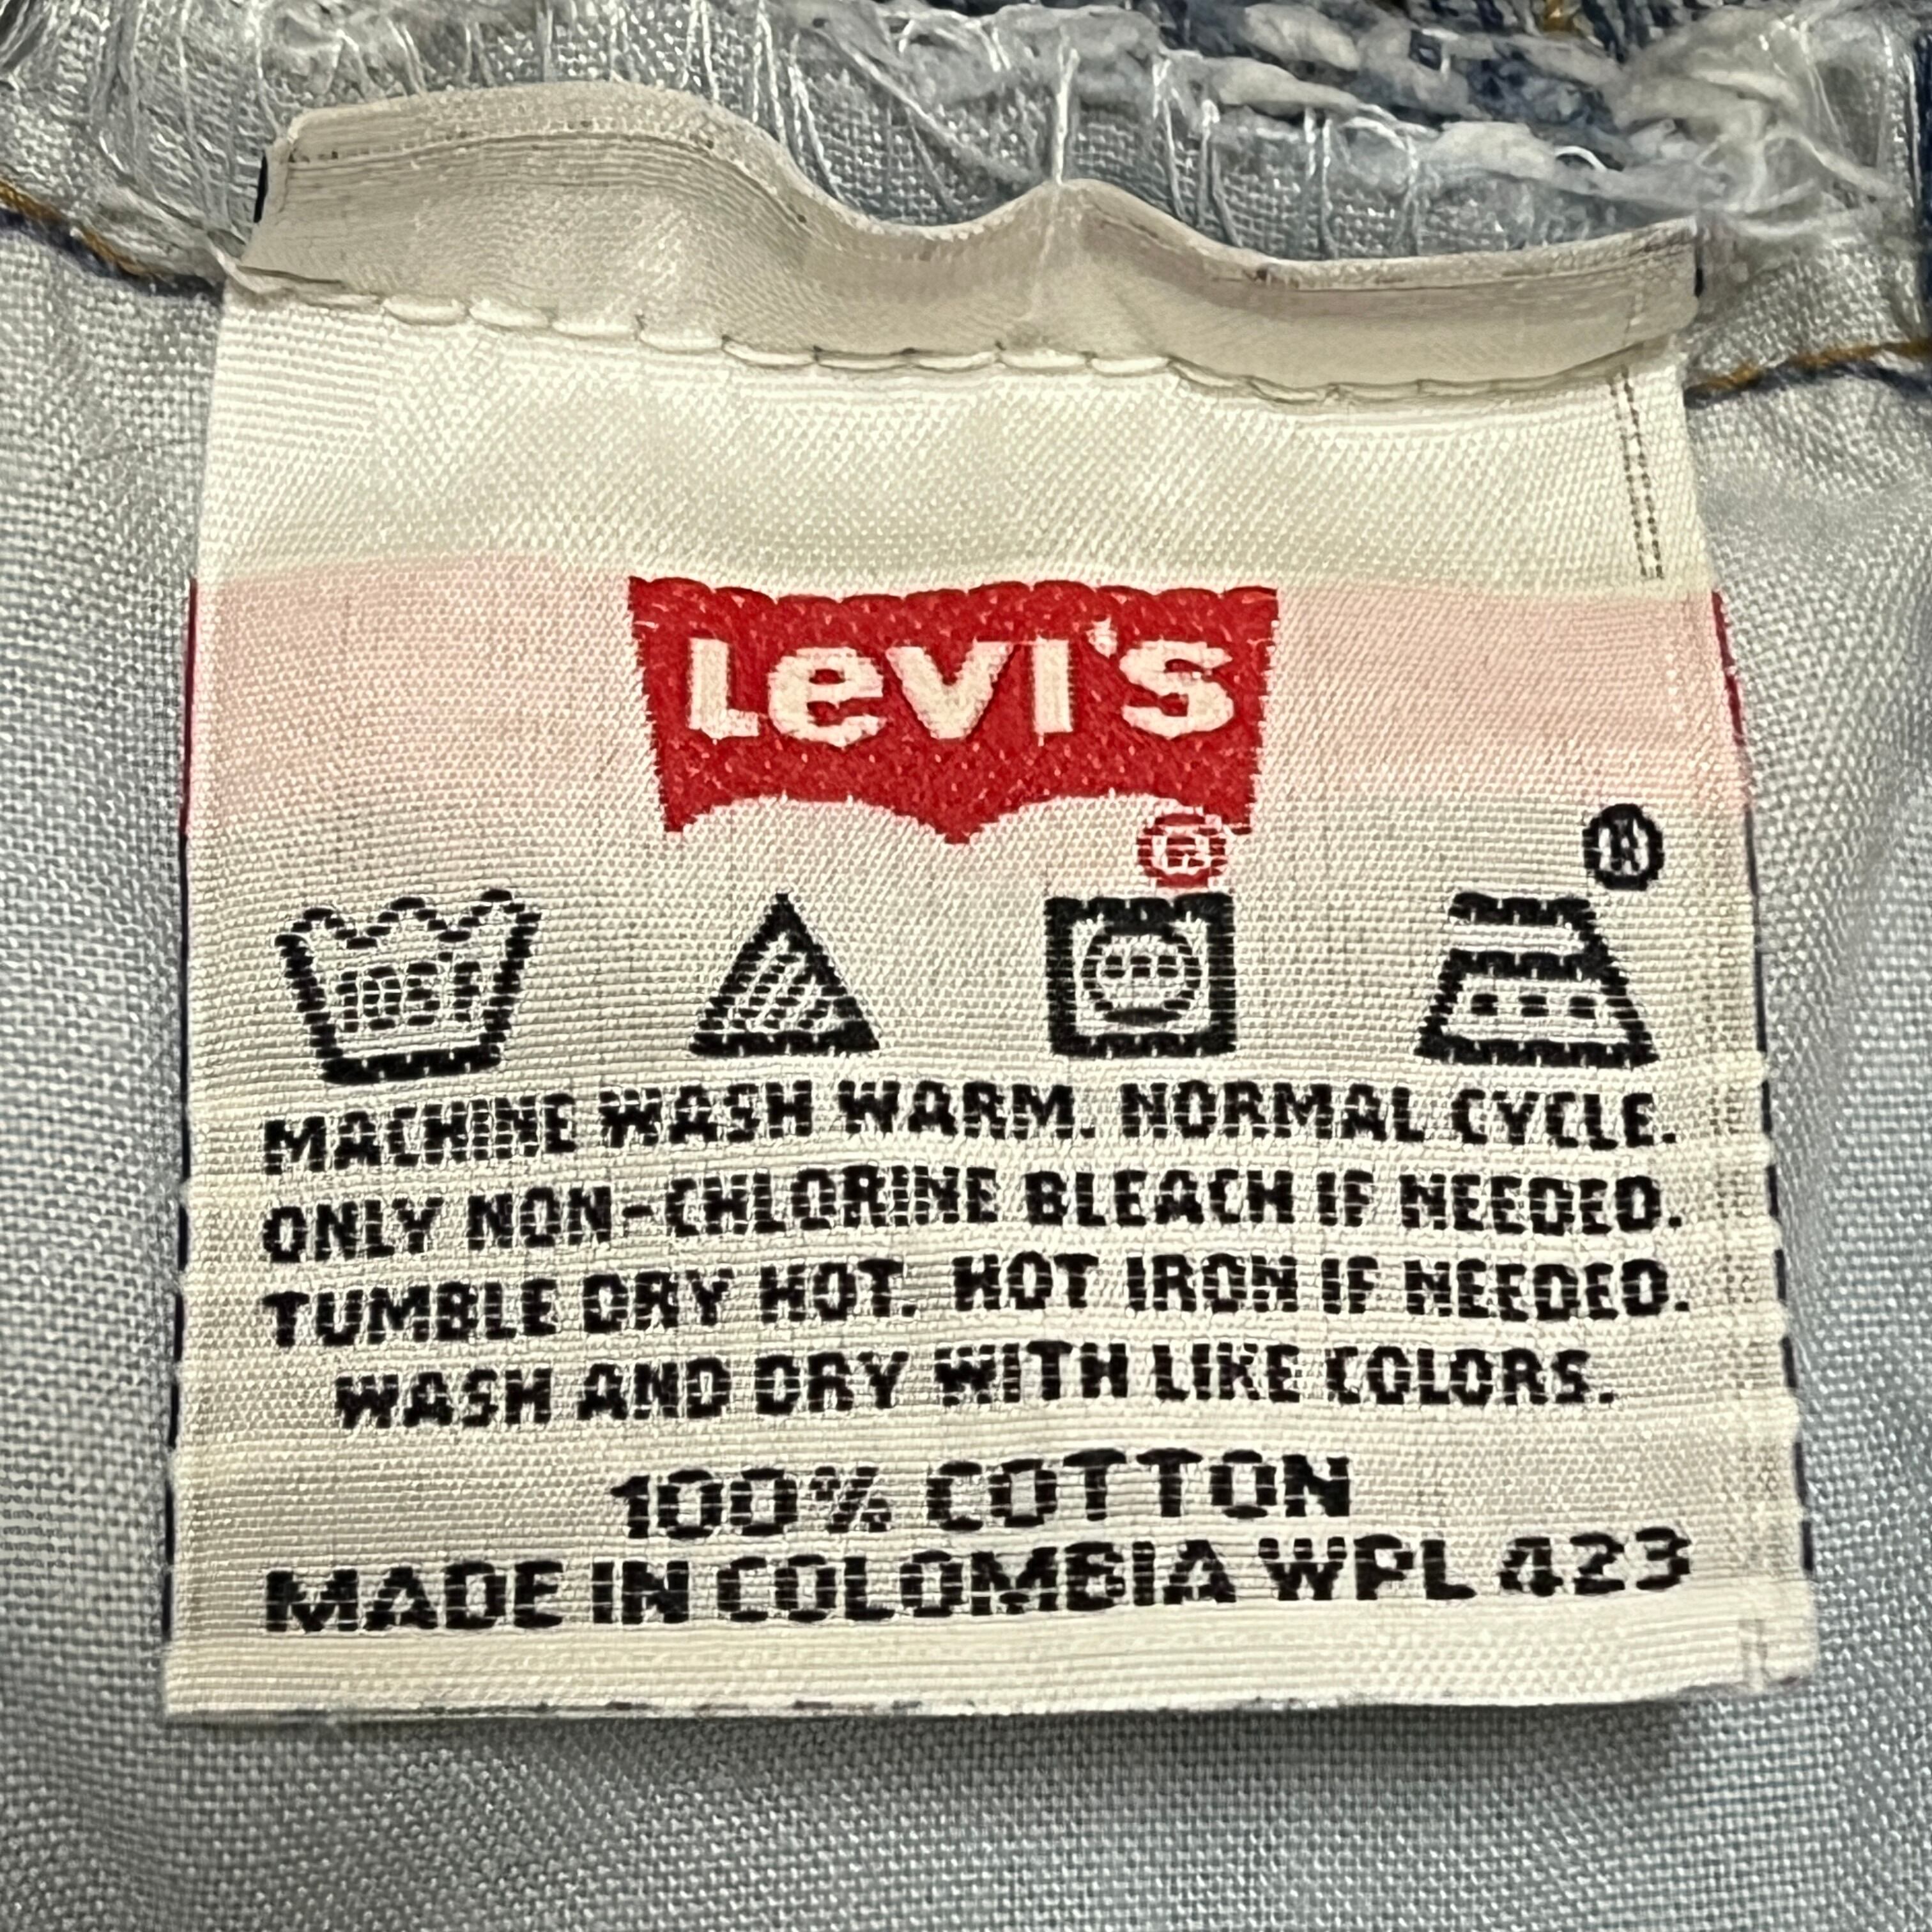 Levi's
®
®
105F
MACHINE WASH WARM. NORMAL CYCLE.
ONLY NON-CHLORINE BLEACH IF NEEDED.
TUMBLE DRY HOT. HOT IRON IF NEEDED.
WASH AND DRY WITH LIKE COLORS.
100% COTTON
MADE IN COLOMBIA WPL 423